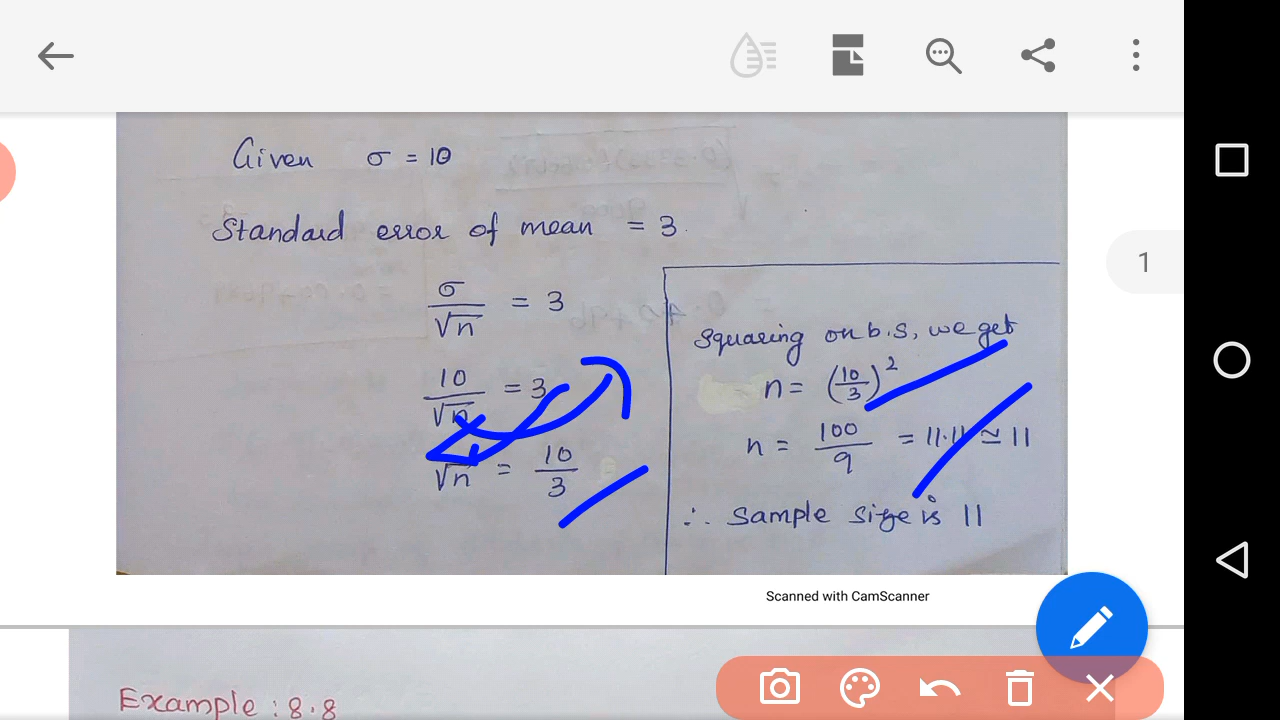 Given σ = 10
Standard error of mean = 3.
σ/√n = 3
10/√n = 3
√n = 10/3
Squaring on b.s, we get
n = (10/3)²
n = 100/9 = 11.11 ≃ 11
∴ Sample size is 11
1
Scanned with CamScanner
Example : 8.8